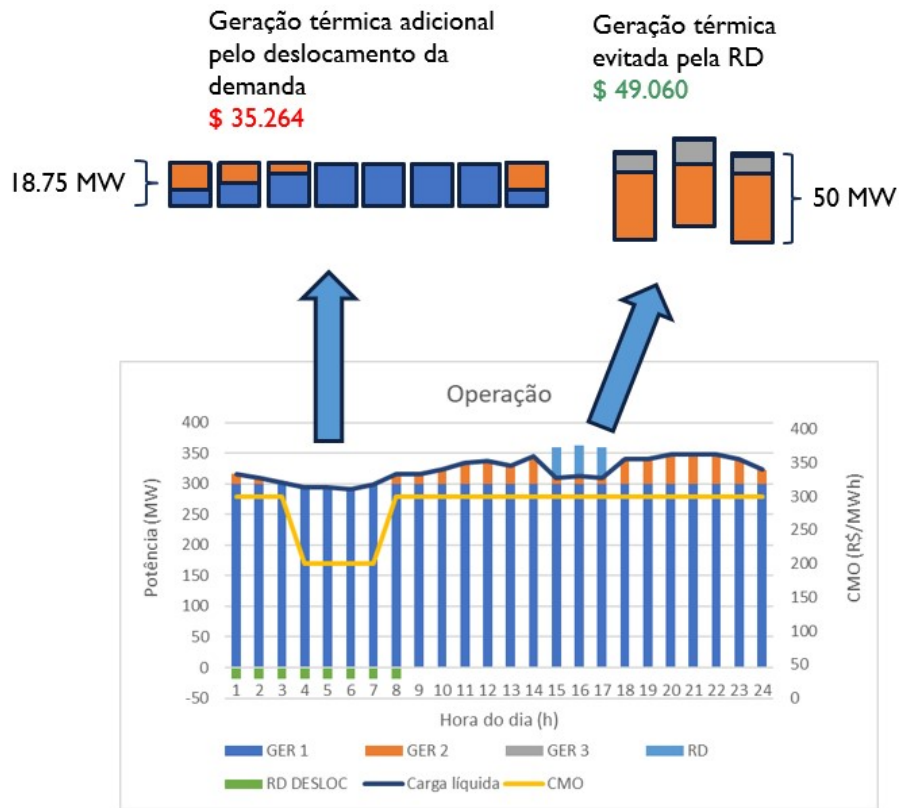 Geração térmica adicional
pelo deslocamento da
demanda
$ 35.264
Geração térmica
evitada pela RD
$ 49.060
18.75 MW
50 MW
Operação
Potência (MW)
400
350
300
250
200
150
100
50
0
-50
400
350
300
250
200
150
100
50
0
CMO (R$/MWh)
1 2 3 4 5 6 7 8 9 10 11 12 13 14 15 16 17 18 19 20 21 22 23 24
Hora do dia (h)
GER 1 GER 2 GER 3 RD
RD DESLOC Carga líquida CMO